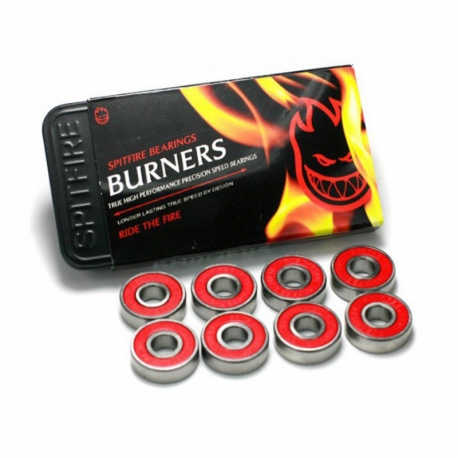 SPITFIRE
SPITFIRE BEARINGS
BURNERS
TRUE HIGH PERFORMANCE PRECISION SPEED BEARINGS
LONGER LASTING TRUE SPEED BY DESIGN
RIDE THE FIRE